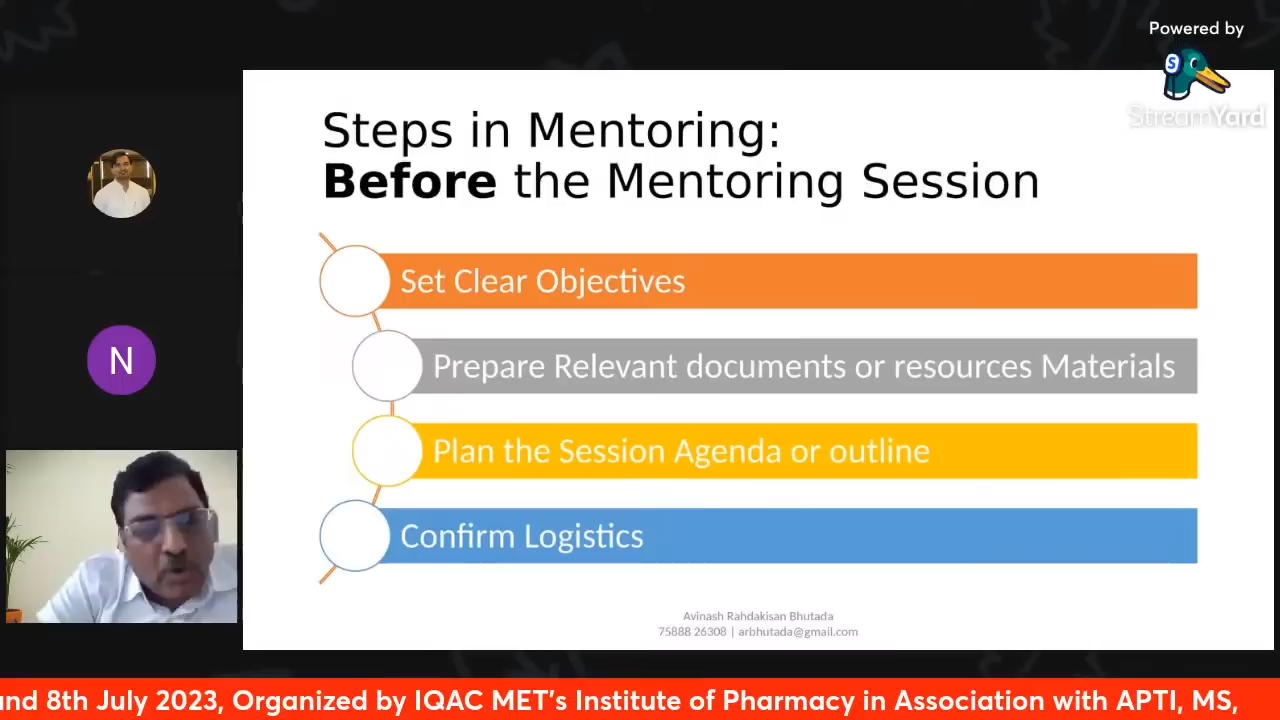 Powered by
S
StreamYard
Steps in Mentoring:
Before the Mentoring Session
Set Clear Objectives
N
Prepare Relevant documents or resources Materials
Plan the Session Agenda or outline
Confirm Logistics
Avinash Rahdakisan Bhutada
75888 26308 | arbhutada@gmail.com
and 8th July 2023, Organized by IQAC MET's Institute of Pharmacy in Association with APTI, MS,